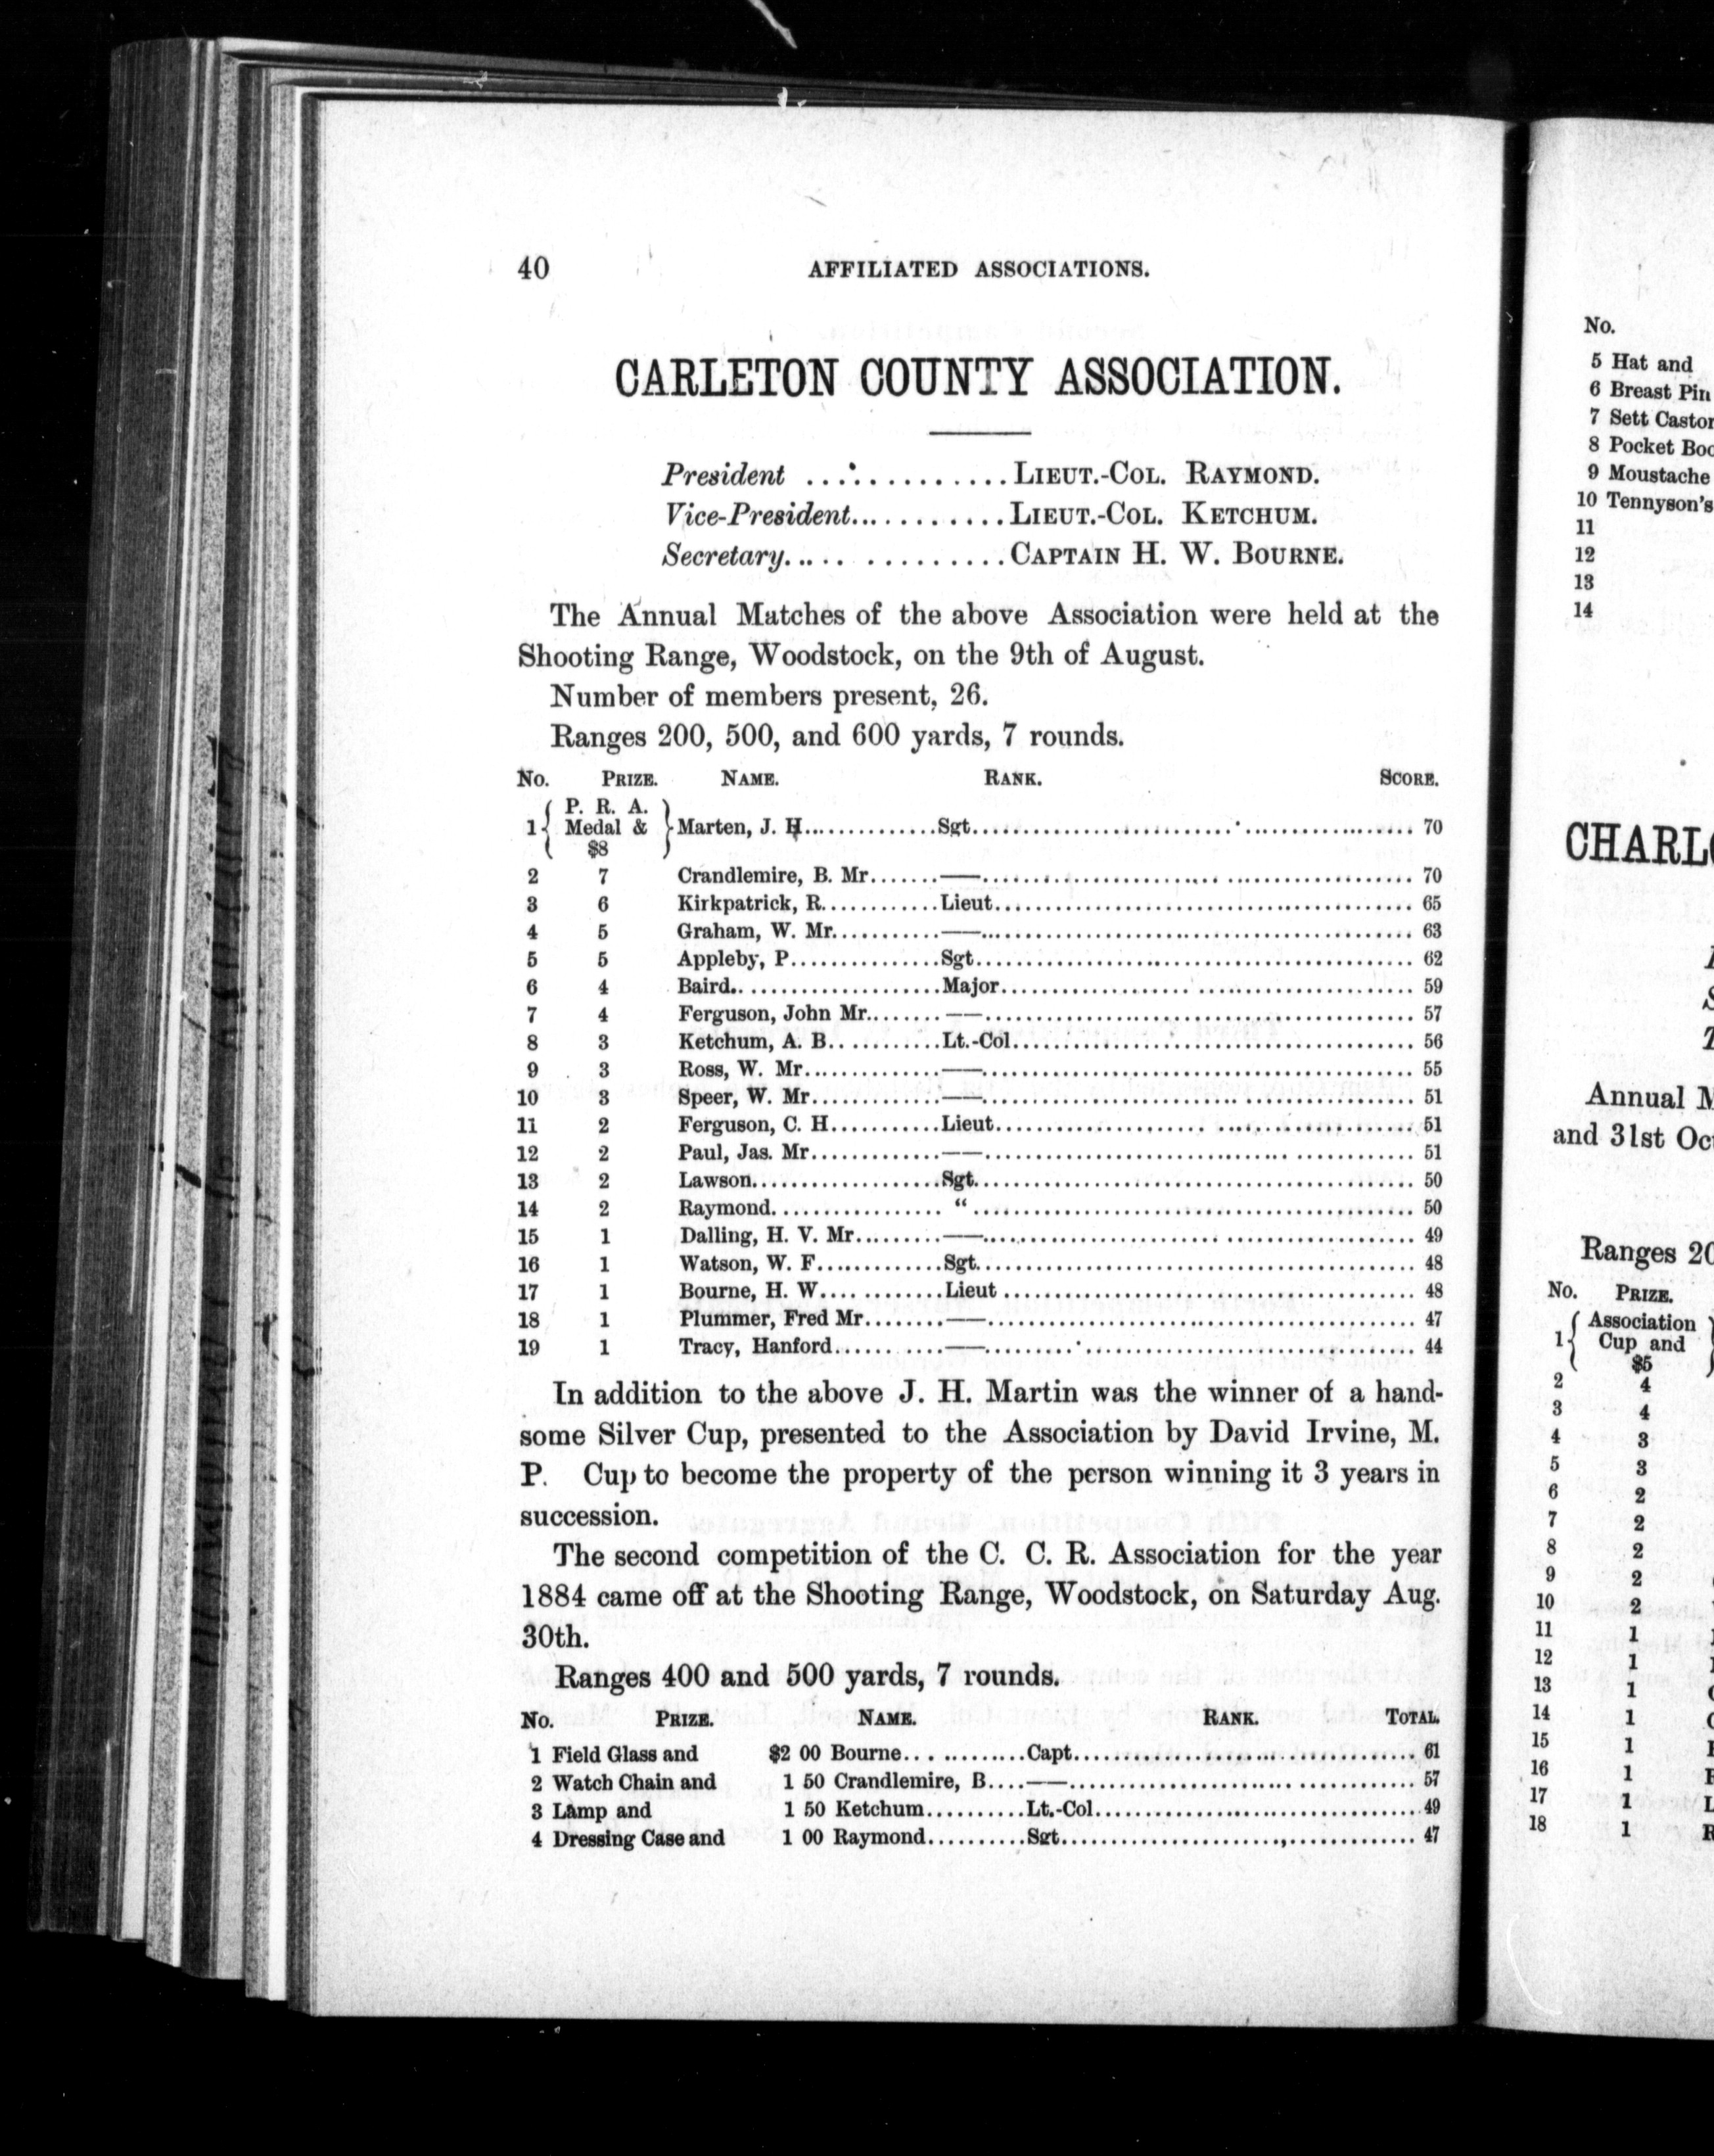 40 AFFILIATED ASSOCIATIONS.
CARLETON COUNTY ASSOCIATION.
President ............ LIEUT.-COL. RAYMOND.
Vice-President........... LIEUT.-COL. KETCHUM.
Secretary.... .......... CAPTAIN H. W. BOURNE.
The Annual Matches of the above Association were held at the
Shooting Range, Woodstock, on the 9th of August.
Number of members present, 26.
Ranges 200, 500, and 600 yards, 7 rounds.
No. PRIZE. NAME. RANK. SCORE.
1 { P. R. A. Medal & $8 } Marten, J. H............Sgt............ 70
2 7 Crandlemire, B. Mr.......——............ 70
3 6 Kirkpatrick, R............Lieut............ 65
4 5 Graham, W. Mr...........——............ 63
5 5 Appleby, P...............Sgt............ 62
6 4 Baird....................Major............ 59
7 4 Ferguson, John Mr........——............ 57
8 3 Ketchum, A. B...........Lt.-Col............ 56
9 3 Ross, W. Mr.............——............ 55
10 3 Speer, W. Mr............——............ 51
11 2 Ferguson, C. H...........Lieut............ 51
12 2 Paul, Jas. Mr.............——............ 51
13 2 Lawson..................Sgt............ 50
14 2 Raymond................ “ ............ 50
15 1 Dalling, H. V. Mr.........——............ 49
16 1 Watson, W. F............Sgt............ 48
17 1 Bourne, H. W............Lieut ............ 48
18 1 Plummer, Fred Mr........——............ 47
19 1 Tracy, Hanford...........——............ 44
In addition to the above J. H. Martin was the winner of a hand-
some Silver Cup, presented to the Association by David Irvine, M.
P. Cup to become the property of the person winning it 3 years in
succession.
The second competition of the C. C. R. Association for the year
1884 came off at the Shooting Range, Woodstock, on Saturday Aug.
30th.
Ranges 400 and 500 yards, 7 rounds.
No. PRIZE. NAME. RANK. TOTAL.
1 Field Glass and $2 00 Bourne............Capt............ 61
2 Watch Chain and 1 50 Crandlemire, B....——............ 57
3 Lamp and 1 50 Ketchum..........Lt.-Col............ 49
4 Dressing Case and 1 00 Raymond..........Sgt............ 47
No.
5 Hat and
6 Breast Pin
7 Sett Castor
8 Pocket
9 Moustache
10 Tennyson's
11
12
13
14
Annual
and 31st
Ranges
No. PRIZE.
1 { Association Cup and $5
2 4
3 4
4 3
5 3
6 2
7 2
8 2
9 2
10 2
11 1
12 1
13 1
14 1
15 1
16 1
17 1
18 1